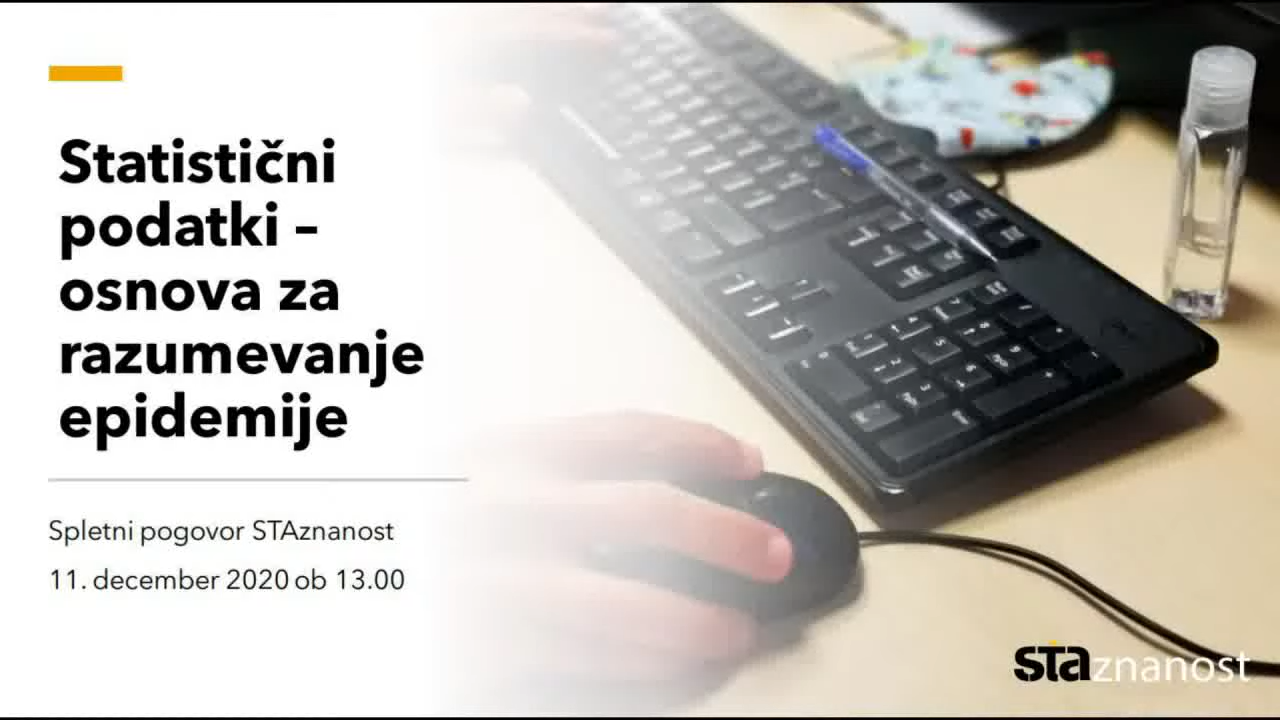 Statistični
podatki –
osnova za
razumevanje
epidemije
Spletni pogovor STAznanost
11. december 2020 ob 13.00
staznanost